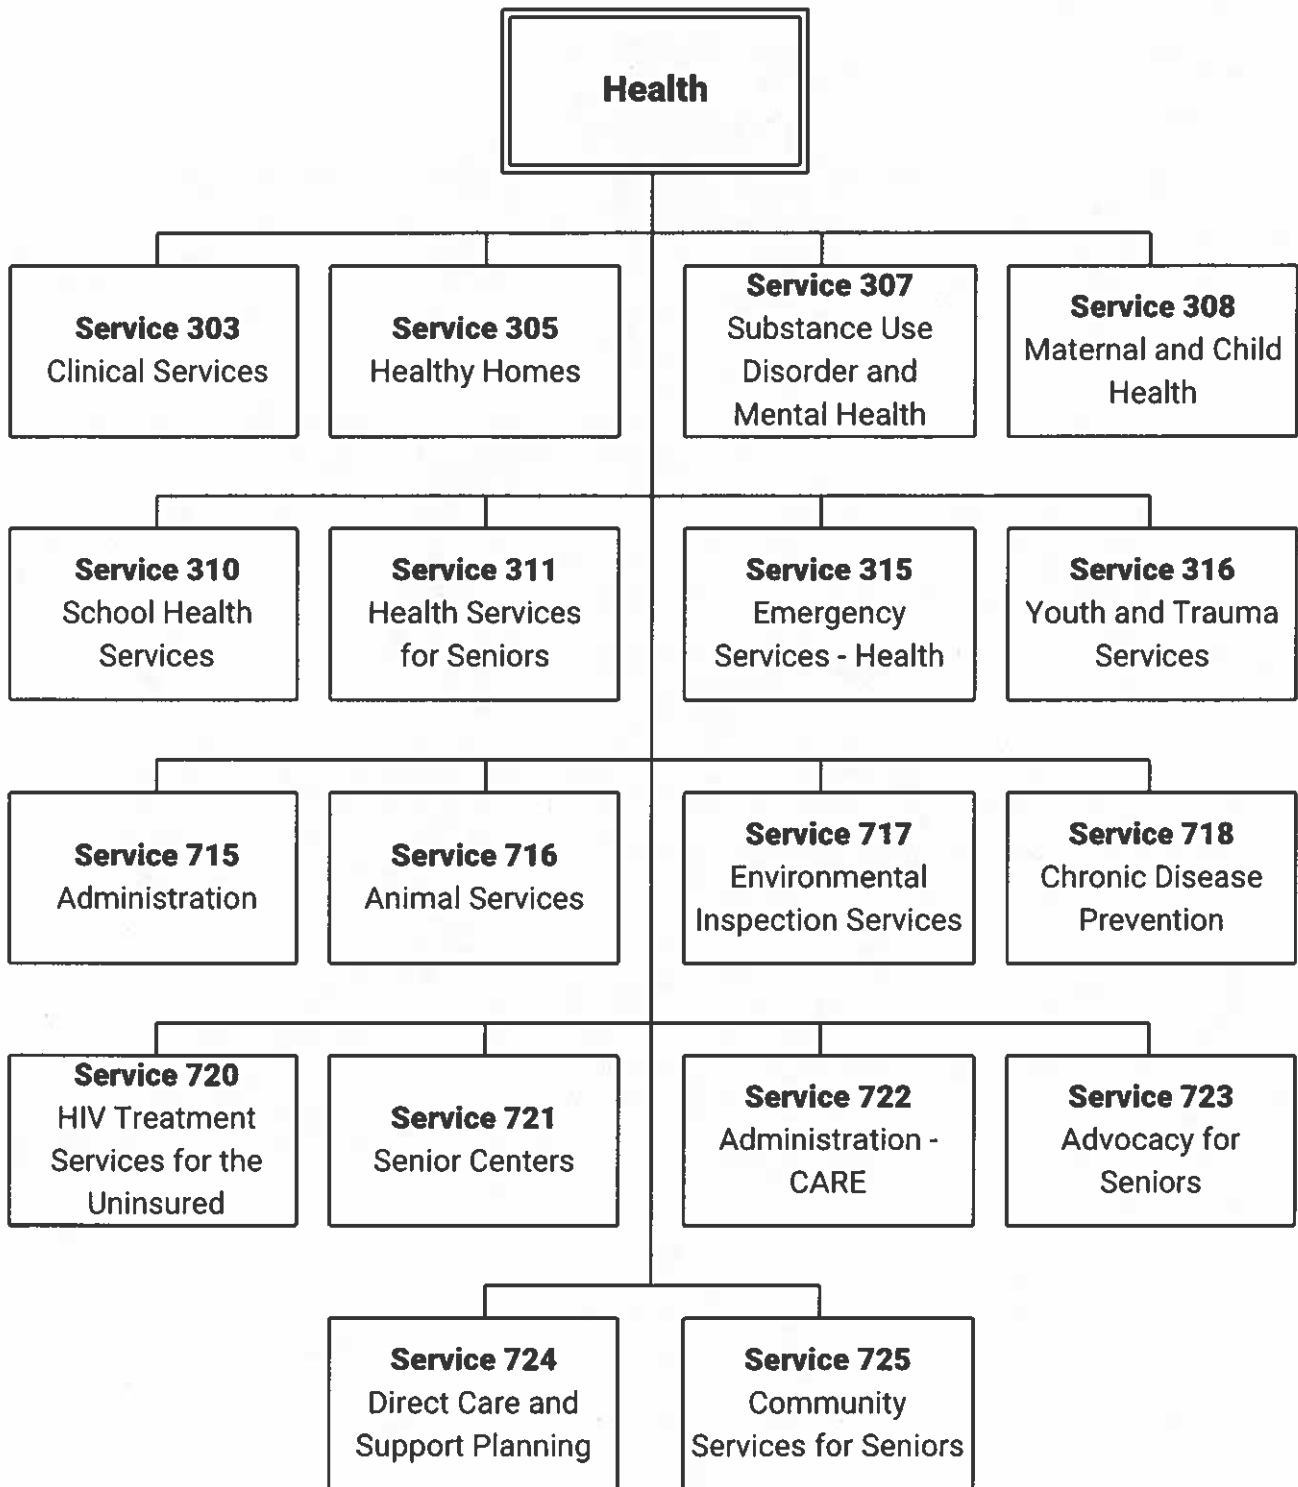 Health
Service 303
Clinical Services
Service 305
Healthy Homes
Service 307
Substance Use
Disorder and
Mental Health
Service 308
Maternal and Child
Health
Service 310
School Health
Services
Service 311
Health Services
for Seniors
Service 315
Emergency
Services - Health
Service 316
Youth and Trauma
Services
Service 715
Administration
Service 716
Animal Services
Service 717
Environmental
Inspection Services
Service 718
Chronic Disease
Prevention
Service 720
HIV Treatment
Services for the
Uninsured
Service 721
Senior Centers
Service 722
Administration -
CARE
Service 723
Advocacy for
Seniors
Service 724
Direct Care and
Support Planning
Service 725
Community
Services for Seniors